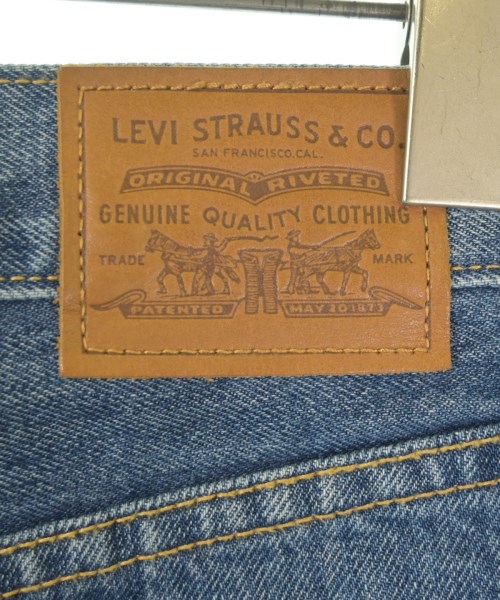 LEVI STRAUSS & CO.
SAN FRANCISCO, CAL.
ORIGINAL RIVETED
GENUINE QUALITY CLOTHING
TRADE MARK
PATENTED MAY 20 1873